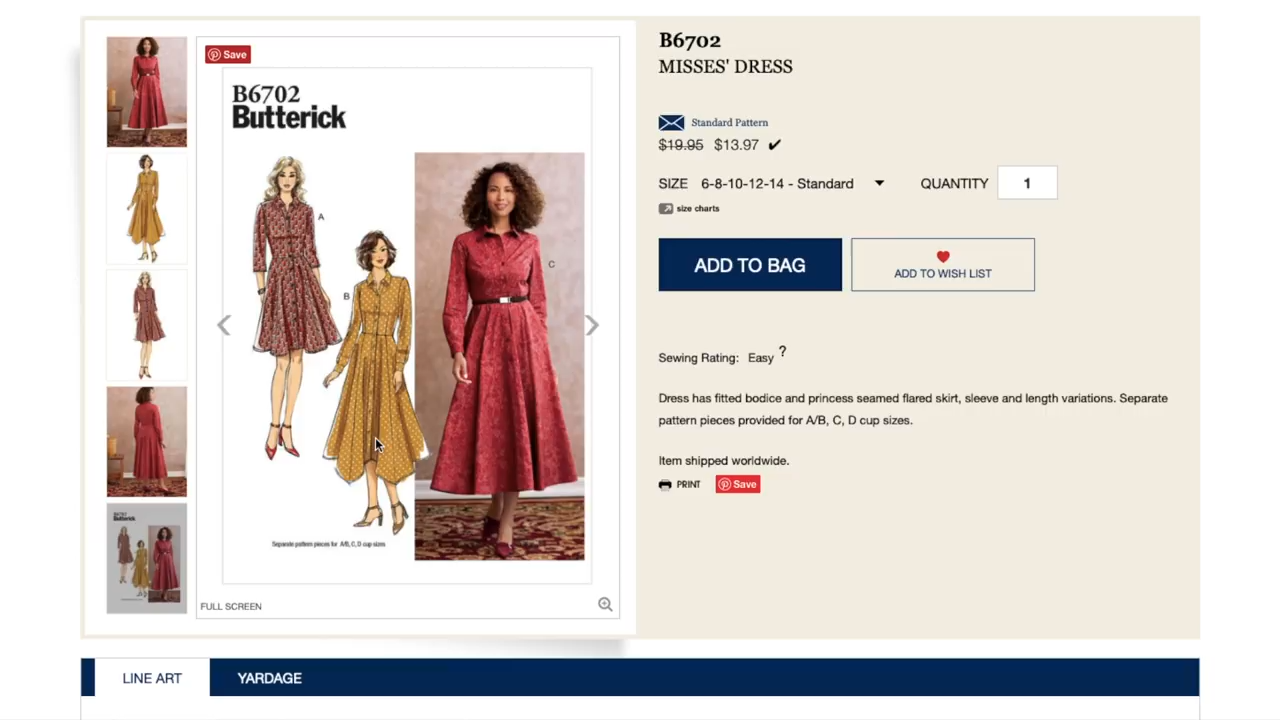 Save
B6702
Butterick
A
B
C
Separate pattern pieces for A/B, C, D cup sizes
FULL SCREEN
B6702
Butterick
B6702
MISSES' DRESS
Standard Pattern
$19.95 $13.97 ✔
SIZE 6-8-10-12-14 - Standard QUANTITY 1
size charts
ADD TO BAG
ADD TO WISH LIST
Sewing Rating: Easy ?
Dress has fitted bodice and princess seamed flared skirt, sleeve and length variations. Separate
pattern pieces provided for A/B, C, D cup sizes.
Item shipped worldwide.
PRINT Save
LINE ART YARDAGE